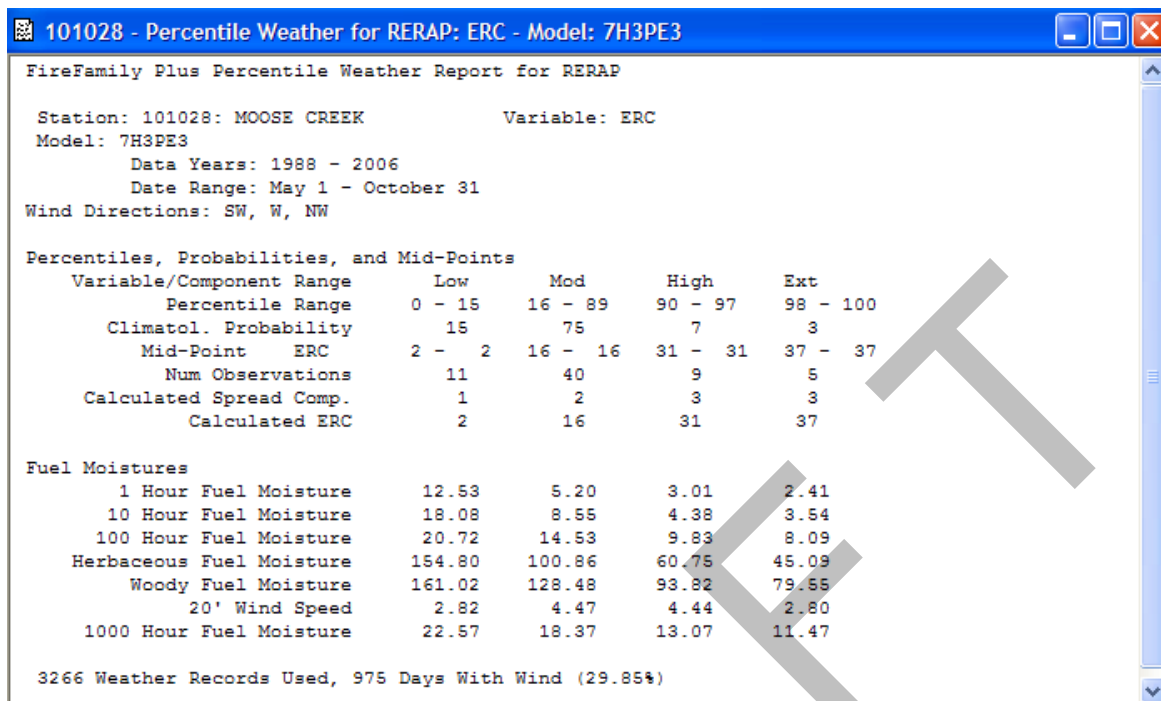 101028 - Percentile Weather for RERAP: ERC - Model: 7H3PE3
FireFamily Plus Percentile Weather Report for RERAP
Station: 101028: MOOSE CREEK Variable: ERC
Model: 7H3PE3
Data Years: 1988 - 2006
Date Range: May 1 - October 31
Wind Directions: SW, W, NW
Percentiles, Probabilities, and Mid-Points
Variable/Component Range Low Mod High Ext
Percentile Range 0 - 15 16 - 89 90 - 97 98 - 100
Climatol. Probability 15 75 7 3
Mid-Point ERC 2 - 2 16 - 16 31 - 31 37 - 37
Num Observations 11 40 9 5
Calculated Spread Comp. 1 2 3 3
Calculated ERC 2 16 31 37
Fuel Moistures
1 Hour Fuel Moisture 12.53 5.20 3.01 2.41
10 Hour Fuel Moisture 18.08 8.55 4.38 3.54
100 Hour Fuel Moisture 20.72 14.53 9.83 8.09
Herbaceous Fuel Moisture 154.80 100.86 60.75 45.09
Woody Fuel Moisture 161.02 128.48 93.82 79.55
20' Wind Speed 2.82 4.47 4.44 2.80
1000 Hour Fuel Moisture 22.57 18.37 13.07 11.47
3266 Weather Records Used, 975 Days With Wind (29.85%)
F T